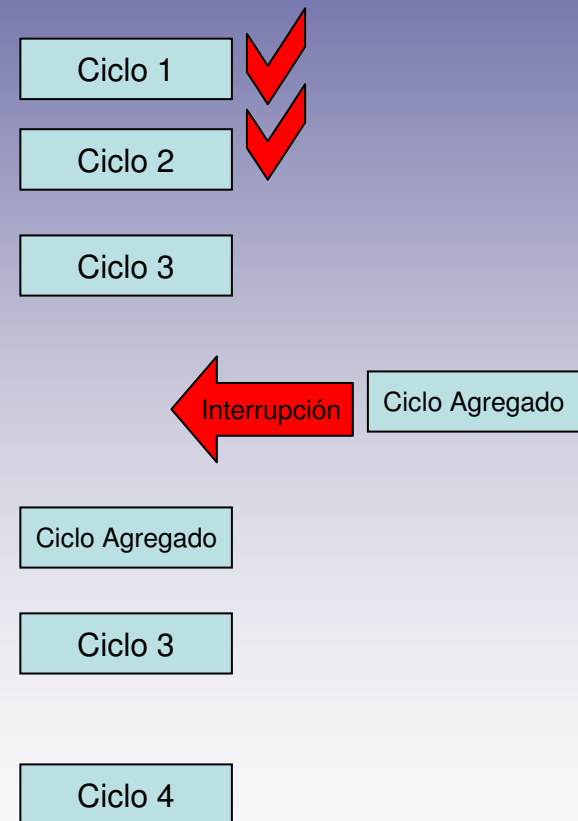 Ciclo 1
Ciclo 2
Ciclo 3
Interrupción
Ciclo Agregado
Ciclo Agregado
Ciclo 3
Ciclo 4